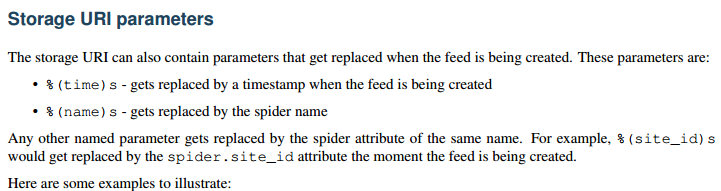 Storage URI parameters
The storage URI can also contain parameters that get replaced when the feed is being created. These parameters are:
• %(time)s - gets replaced by a timestamp when the feed is being created
• %(name)s - gets replaced by the spider name
Any other named parameter gets replaced by the spider attribute of the same name. For example, %(site_id)s
would get replaced by the spider.site_id attribute the moment the feed is being created.
Here are some examples to illustrate: